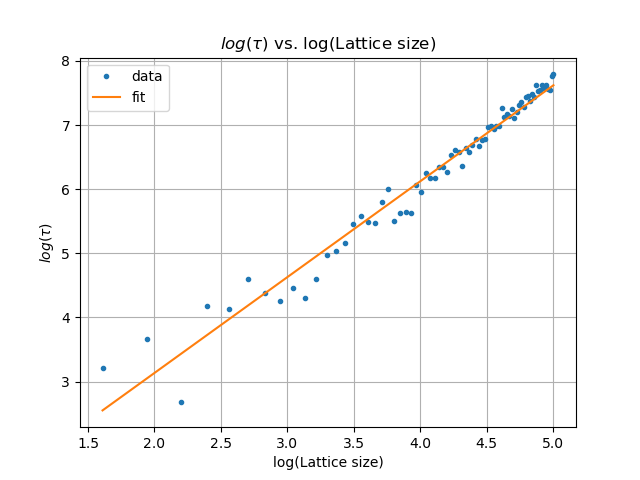 log(τ) vs. log(Lattice size)
data
fit
8
7
6
5
4
3
log(τ)
1.5 2.0 2.5 3.0 3.5 4.0 4.5 5.0
log(Lattice size)